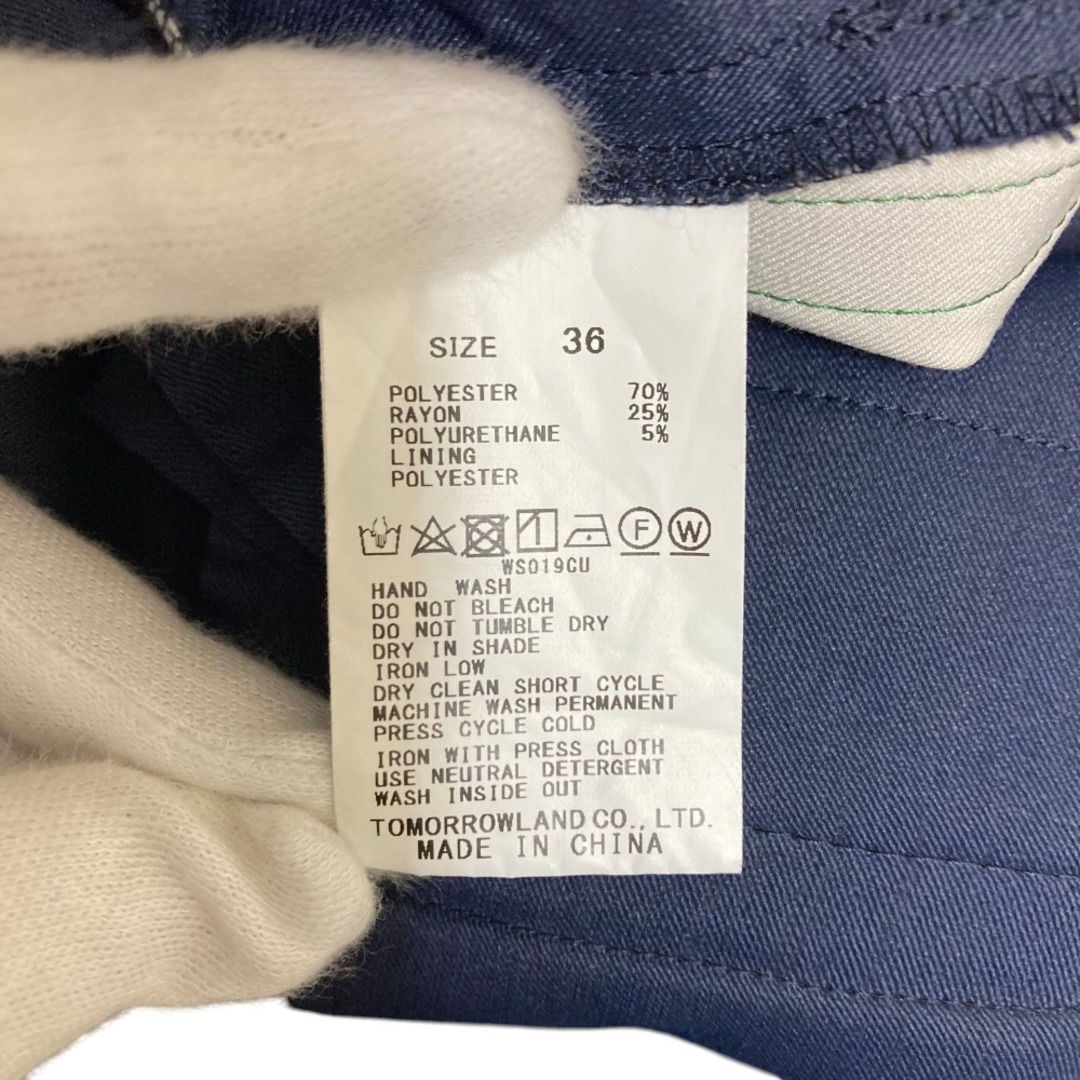 SIZE 36
POLYESTER 70%
RAYON 25%
POLYURETHANE 5%
LINING
POLYESTER
F W
WS019CU
HAND WASH
DO NOT BLEACH
DO NOT TUMBLE DRY
DRY IN SHADE
IRON LOW
DRY CLEAN SHORT CYCLE
MACHINE WASH PERMANENT
PRESS CYCLE COLD
IRON WITH PRESS CLOTH
USE NEUTRAL DETERGENT
WASH INSIDE OUT
TOMORROWLAND CO., LTD.
MADE IN CHINA